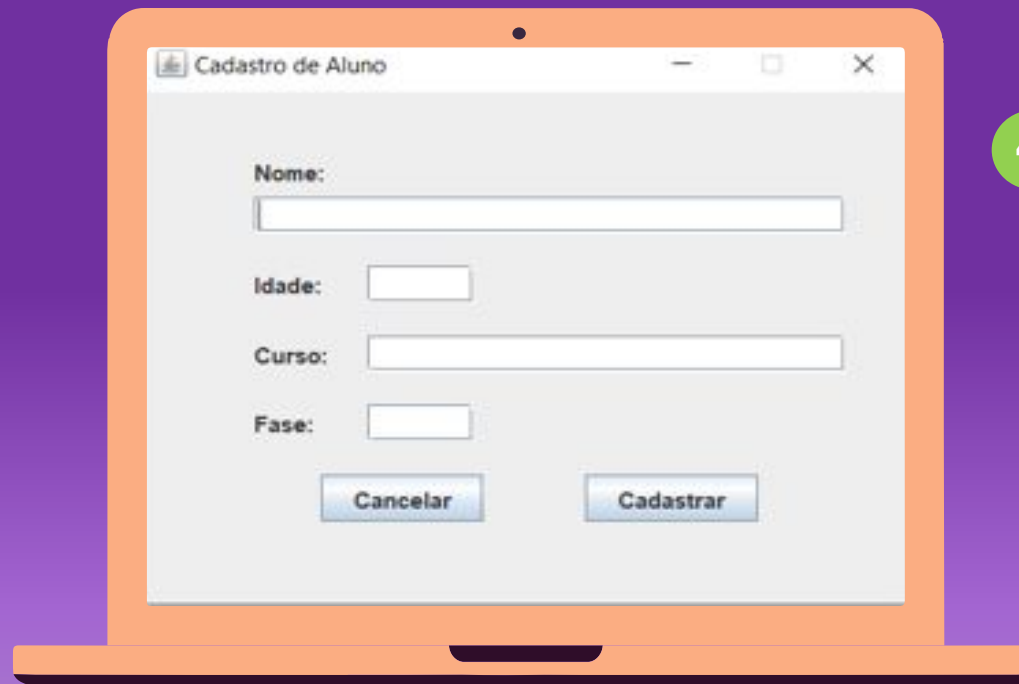 Cadastro de Aluno
Nome:
Idade:
Curso:
Fase:
Cancelar Cadastrar